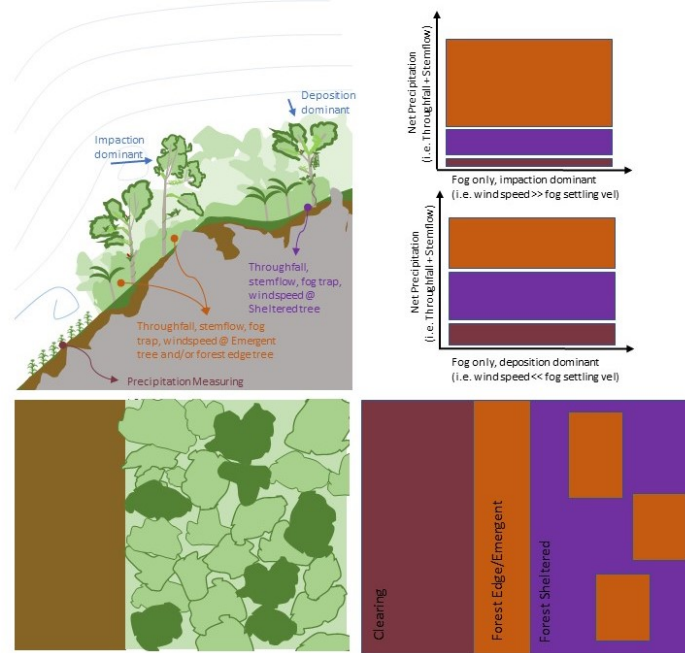 Deposition
dominant
Impaction
dominant
Throughfall,
stemflow, fog trap,
windspeed @
Sheltered tree
Throughfall, stemflow, fog
trap, windspeed @ Emergent
tree and/or forest edge tree
Precipitation Measuring
Net Precipitation
(i.e. Throughfall + Stemflow)
Fog only, impaction dominant
(i.e. wind speed>> fog settling vel)
Net Precipitation
(i.e. Throughfall + Stemflow)
Fog only, deposition dominant
(i.e. wind speed<< fog settling vel)
Clearing
Forest Edge/Emergent
Forest Sheltered